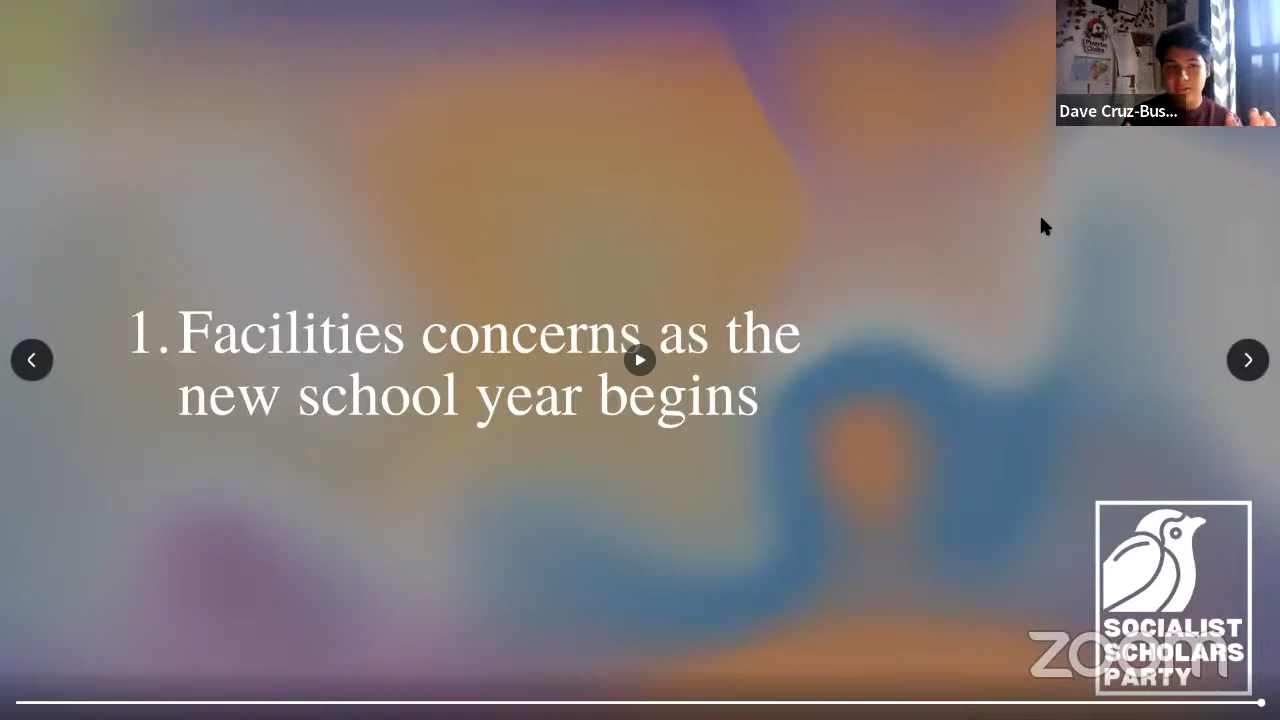 Dave Cruz-Bus...
1. Facilities concerns as the
new school year begins
SOCIALIST
SCHOLARS
PARTY
zoom